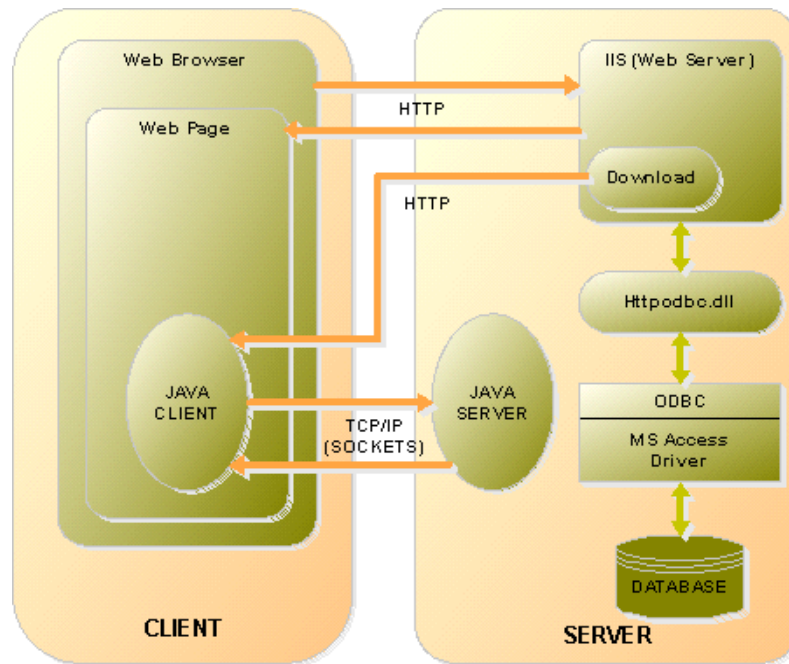 Web Browser
Web Page
HTTP
HTTP
IIS (Web Server)
Download
Httpodbc.dll
JAVA
CLIENT
TCP/IP
(SOCKETS)
JAVA
SERVER
ODBC
MS Access
Driver
DATABASE
CLIENT
SERVER